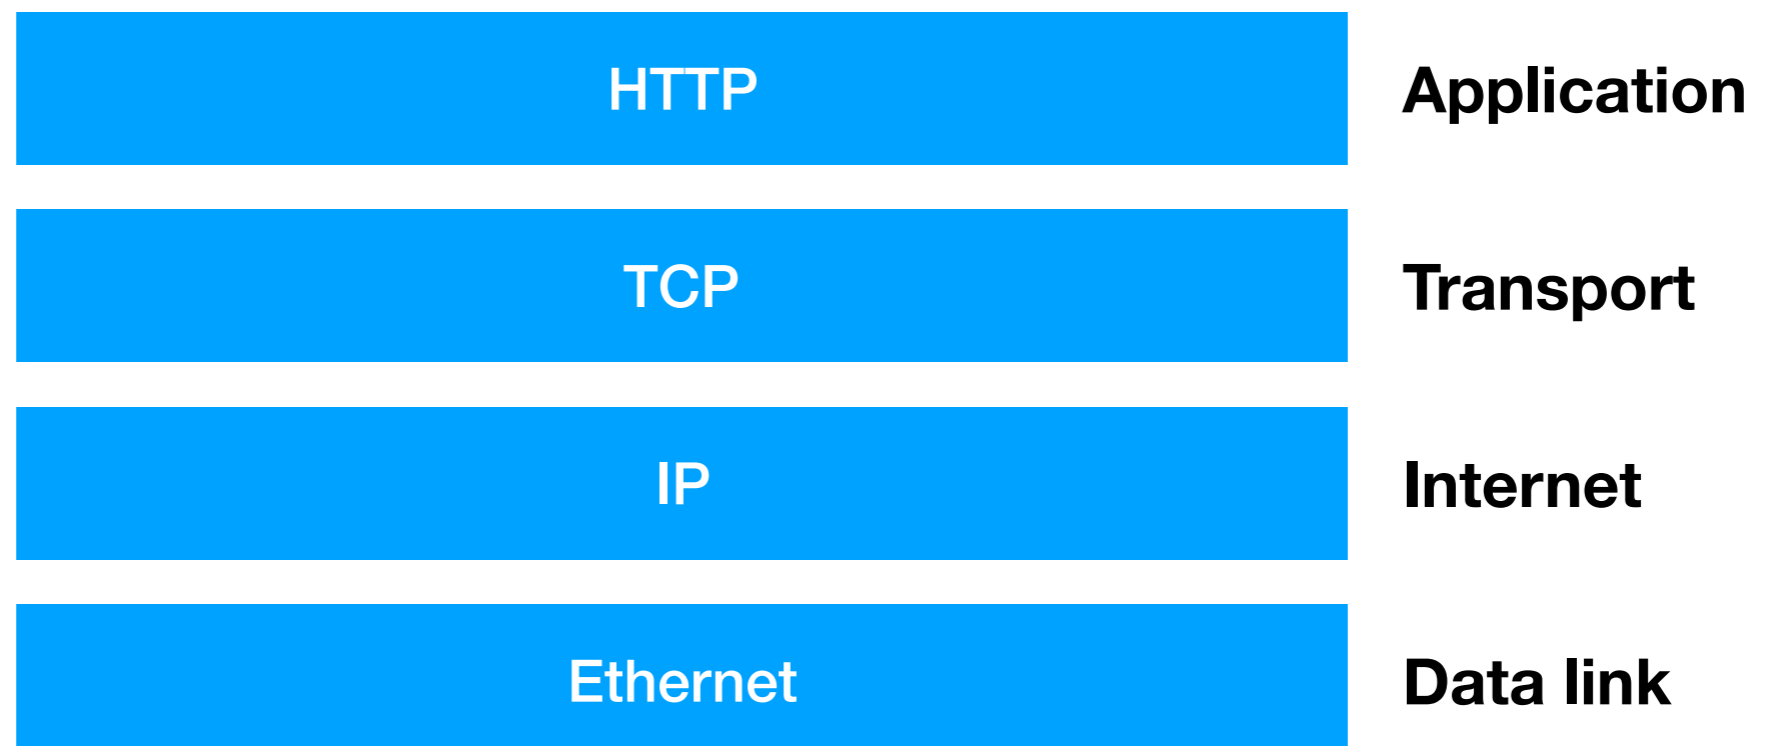 HTTP Application
TCP Transport
IP Internet
Ethernet Data link